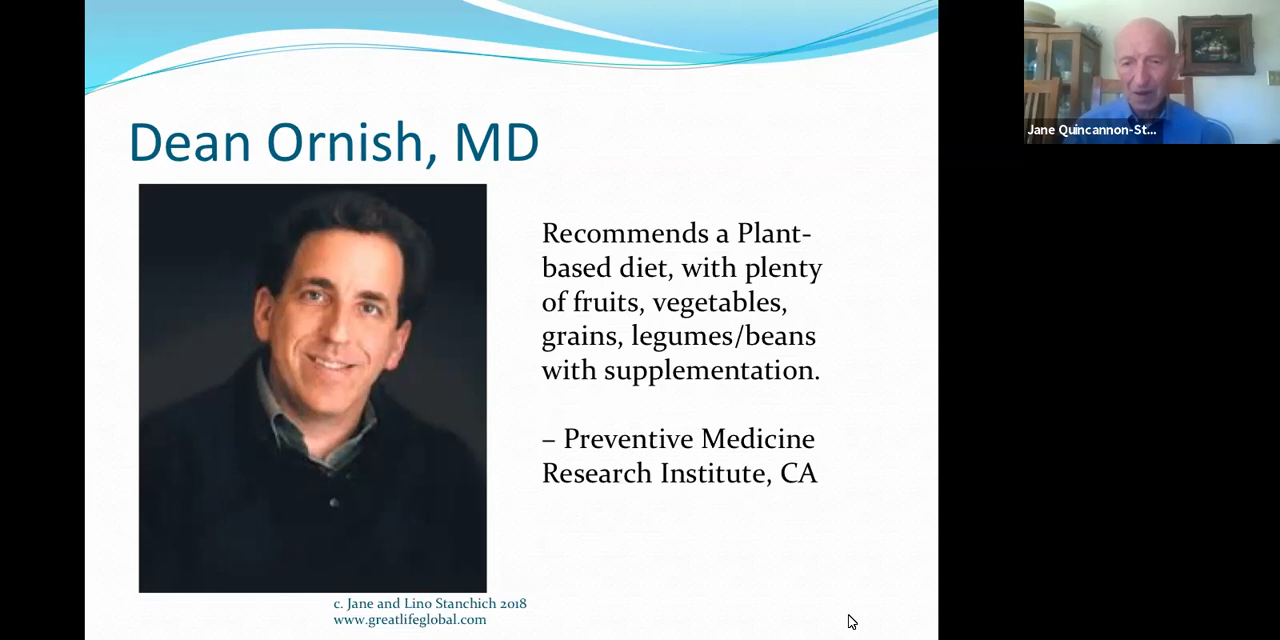 Jane Quincannon-St...
Dean Ornish, MD
Recommends a Plant-
based diet, with plenty
of fruits, vegetables,
grains, legumes/beans
with supplementation.
– Preventive Medicine
Research Institute, CA
c. Jane and Lino Stanchich 2018
www.greatlifeglobal.com